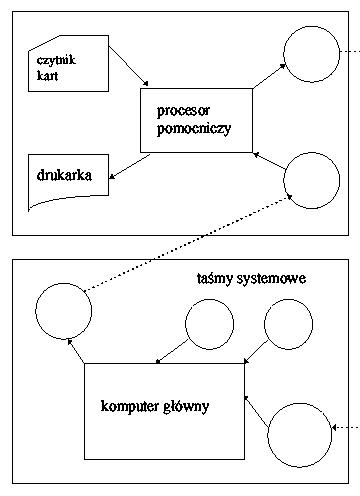 czytnik
kart
procesor
pomocniczy
drukarka
taśmy systemowe
komputer główny